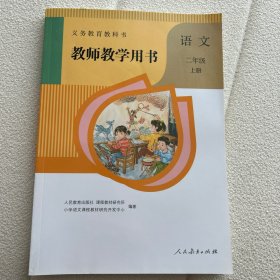 义务教育教科书
教师教学用书
语文
二年级
上册
人民教育出版社 课程教材研究所
小学语文课程教材研究开发中心
编著
人民教育出版社